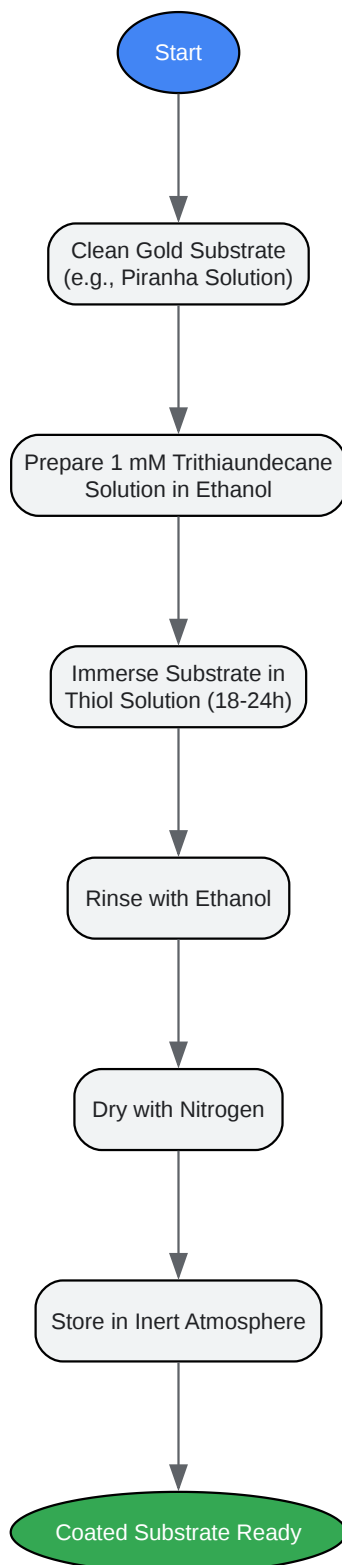 Start
Clean Gold Substrate
(e.g., Piranha Solution)
Prepare 1 mM Trithiaundecane
Solution in Ethanol
Immerse Substrate in
Thiol Solution (18-24h)
Rinse with Ethanol
Dry with Nitrogen
Store in Inert Atmosphere
Coated Substrate Ready